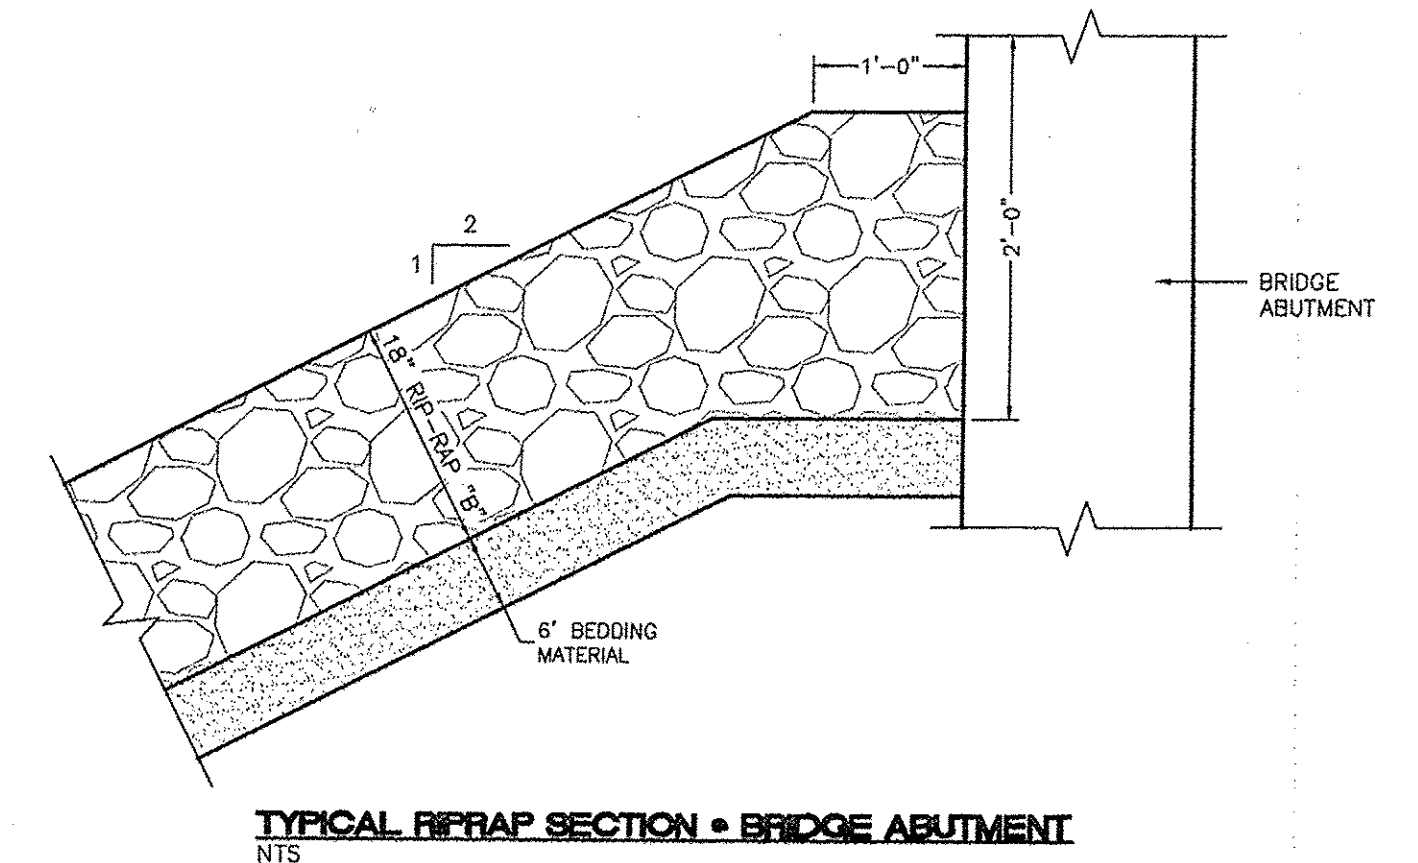 1'-0"
2
1
2'-0"
BRIDGE
ABUTMENT
18" RIP-RAP "B"
6' BEDDING
MATERIAL
TYPICAL RIPRAP SECTION • BRIDGE ABUTMENT
NTS